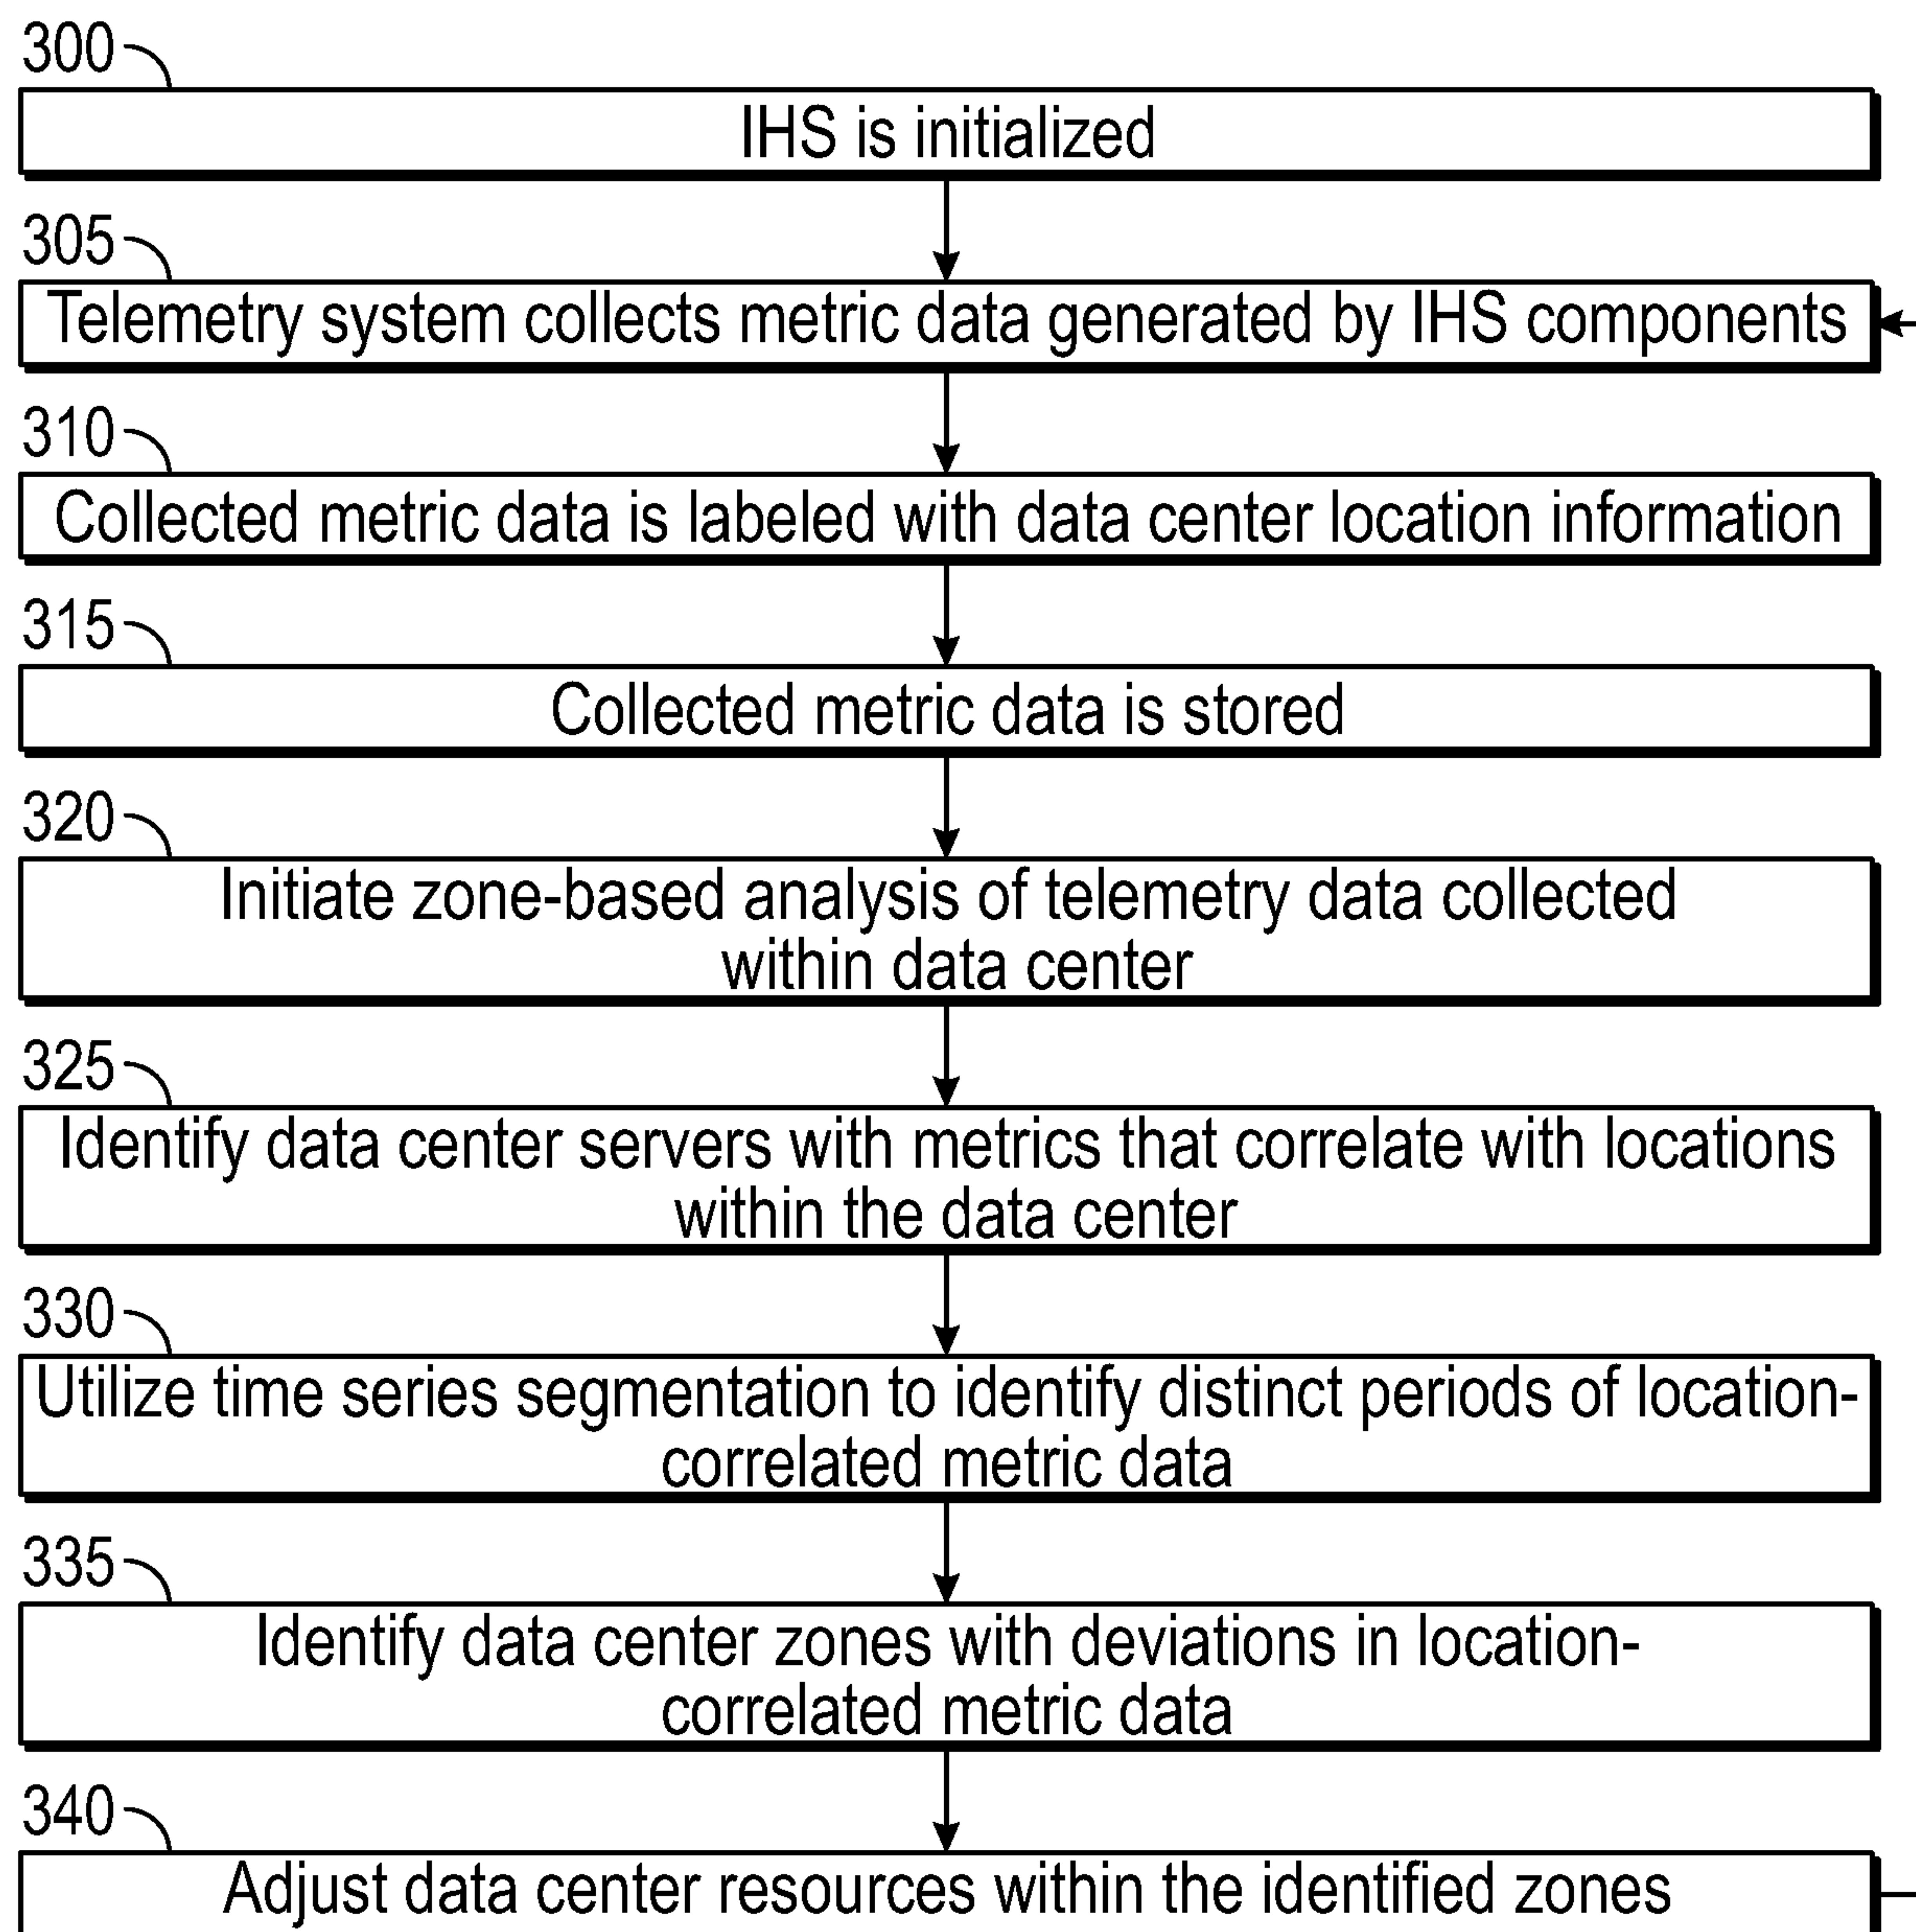 300
IHS is initialized
305
Telemetry system collects metric data generated by IHS components
310
Collected metric data is labeled with data center location information
315
Collected metric data is stored
320
Initiate zone-based analysis of telemetry data collected
within data center
325
Identify data center servers with metrics that correlate with locations
within the data center
330
Utilize time series segmentation to identify distinct periods of location-
correlated metric data
335
Identify data center zones with deviations in location-
correlated metric data
340
Adjust data center resources within the identified zones